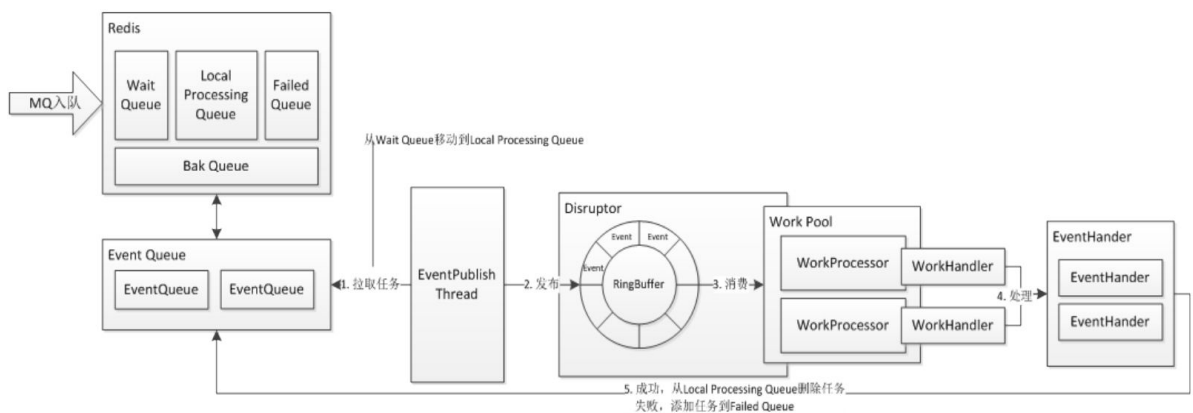 Redis
Wait
Queue
Local
Processing
Queue
Failed
Queue
MQ入队
Bak Queue
从Wait Queue移动到Local Processing Queue
Event Queue
EventQueue
EventQueue
1. 拉取任务
EventPublish
Thread
2. 发布
Disruptor
Event
Event
Event
RingBuffer
3. 消费
Work Pool
WorkProcessor
WorkHandler
WorkProcessor
WorkHandler
4. 处理
EventHander
EventHander
EventHander
5. 成功，从Local Processing Queue删除任务
失败，添加任务到Failed Queue